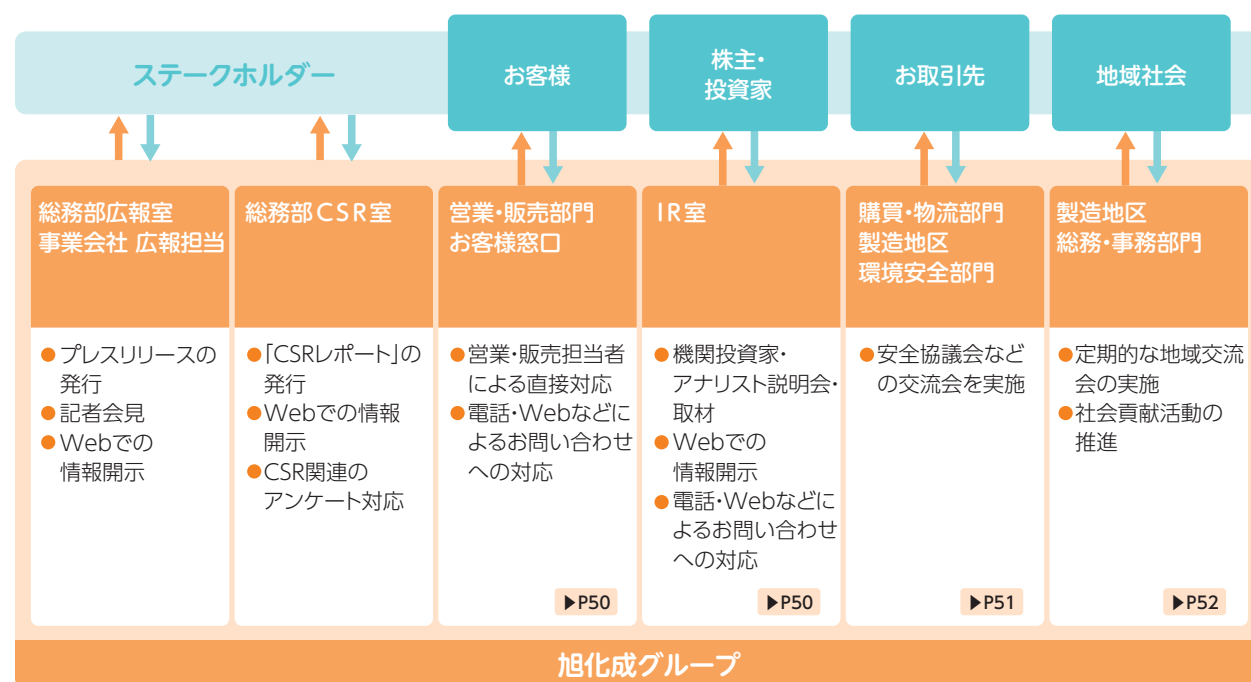 ステークホルダー
お客様
株主・
投資家
お取引先
地域社会
総務部広報室
事業会社 広報担当
●プレスリリースの
発行
●記者会見
●Webでの
情報開示
総務部CSR室
●「CSRレポート」の
発行
●Webでの情報
開示
●CSR関連の
アンケート対応
営業・販売部門
お客様窓口
●営業・販売担当者
による直接対応
●電話・Webなどに
よるお問い合わせ
への対応
▶P50
IR室
●機関投資家・
アナリスト説明会・
取材
●Webでの
情報開示
●電話・Webなどに
よるお問い合わせ
への対応
▶P50
購買・物流部門
製造地区
環境安全部門
●安全協議会など
の交流会を実施
▶P51
製造地区
総務・事務部門
●定期的な地域交流
会の実施
●社会貢献活動の
推進
▶P52
旭化成グループ